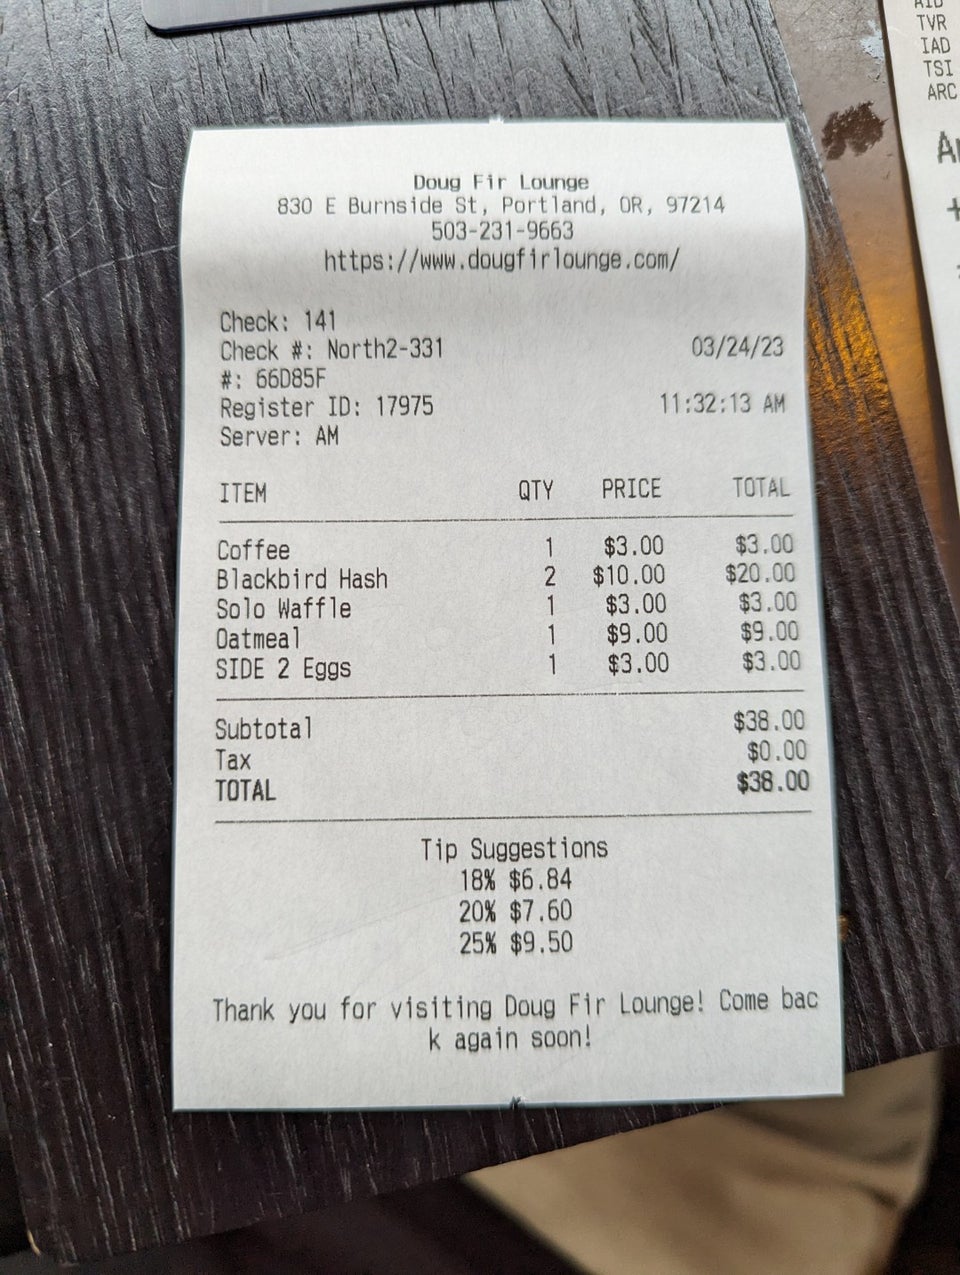 Doug Fir Lounge
830 E Burnside St, Portland, OR, 97214
503-231-9663
https://www.dougfirlounge.com/
Check: 141
Check #: North2-331 03/24/23
#: 66D85F
Register ID: 17975 11:32:13 AM
Server: AM
ITEM QTY PRICE TOTAL
Coffee 1 $3.00 $3.00
Blackbird Hash 2 $10.00 $20.00
Solo Waffle 1 $3.00 $3.00
Oatmeal 1 $9.00 $9.00
SIDE 2 Eggs 1 $3.00 $3.00
Subtotal $38.00
Tax $0.00
TOTAL $38.00
Tip Suggestions
18% $6.84
20% $7.60
25% $9.50
Thank you for visiting Doug Fir Lounge! Come bac
k again soon!
TVR
IAD
TSI
ARC